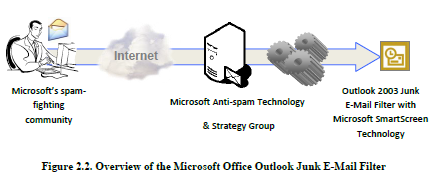 Internet
Microsoft's spam-
fighting
community
Microsoft Anti-spam Technology
& Strategy Group
Outlook 2003 Junk
E-Mail Filter with
Microsoft SmartScreen
Technology
Figure 2.2. Overview of the Microsoft Office Outlook Junk E-Mail Filter